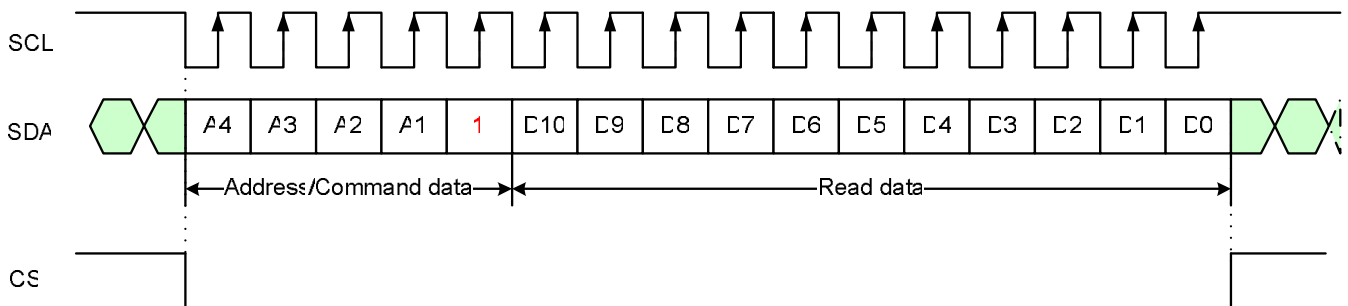 SCL
SDA A4 A3 A2 A1 1 D10 D9 D8 D7 D6 D5 D4 D3 D2 D1 D0
Address/Command data Read data
CS